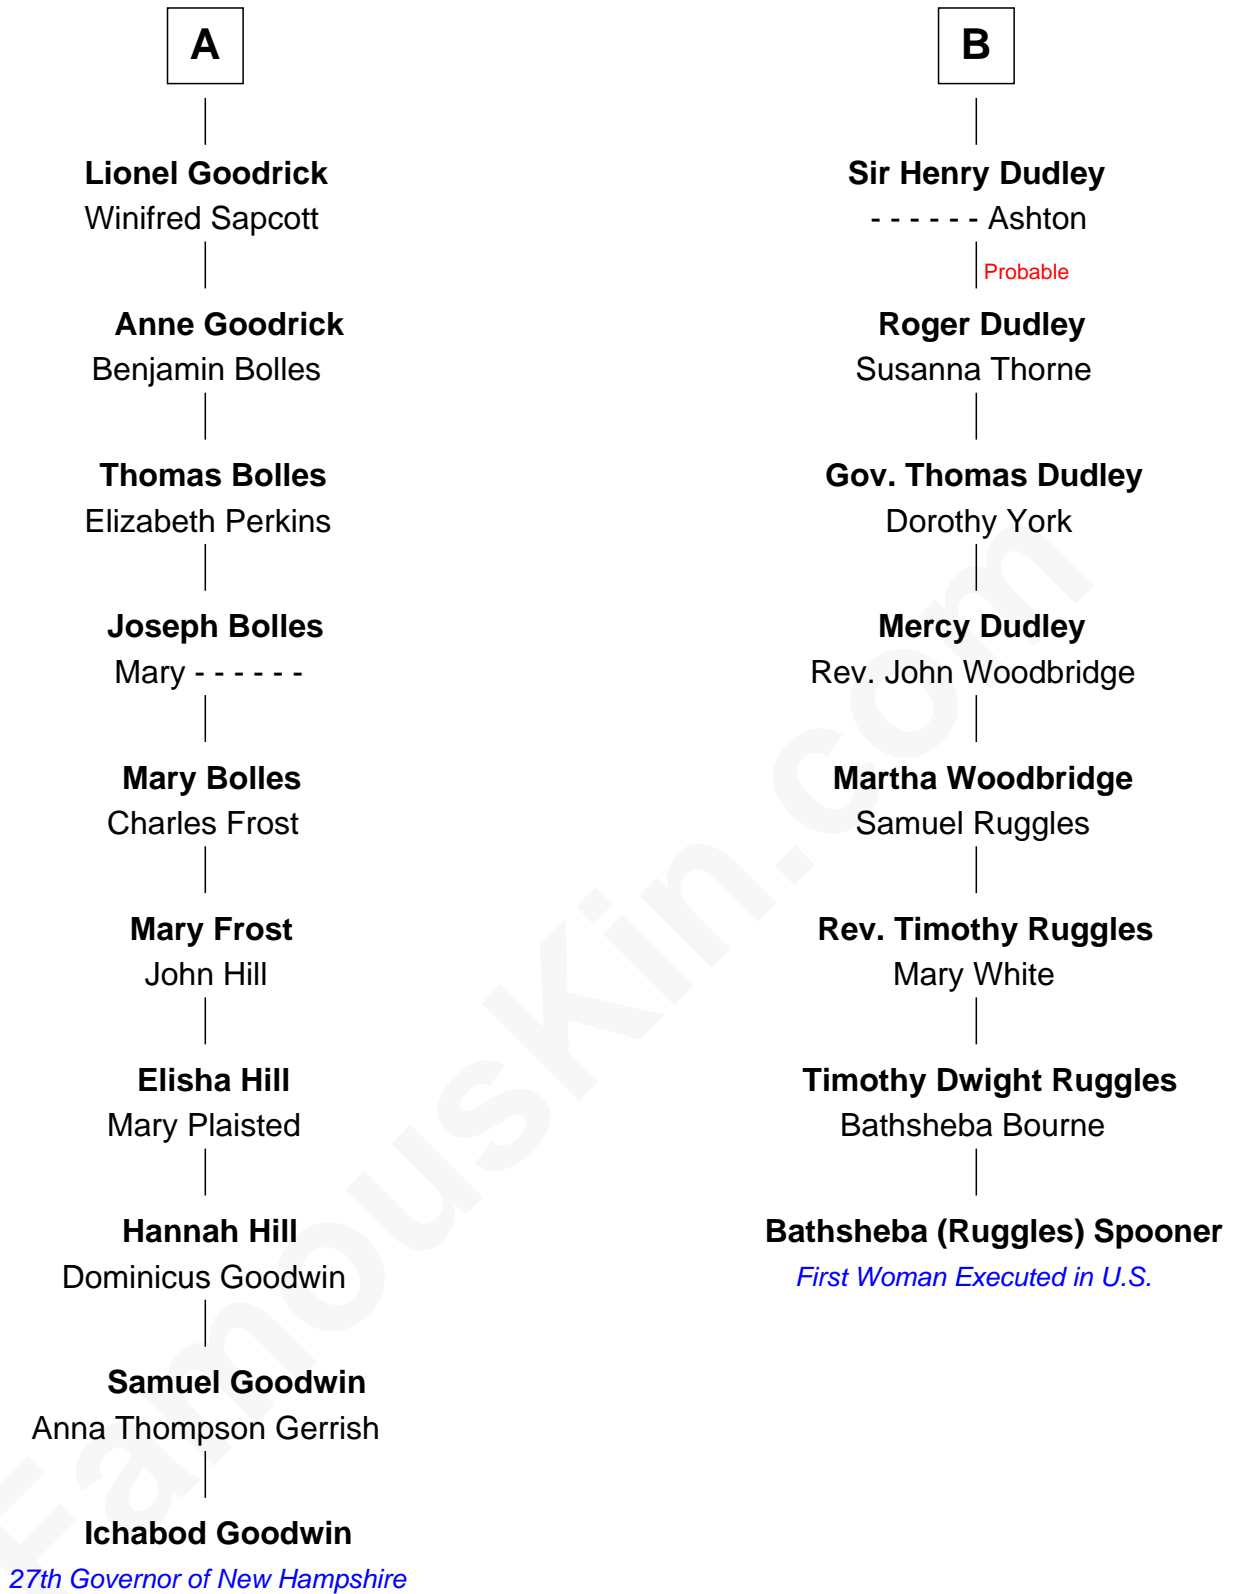 A
Lionel Goodrick
Winifred Sapcott
Anne Goodrick
Benjamin Bolles
Thomas Bolles
Elizabeth Perkins
Joseph Bolles
Mary - - - - - -
Mary Bolles
Charles Frost
Mary Frost
John Hill
Elisha Hill
Mary Plaisted
Hannah Hill
Dominicus Goodwin
Samuel Goodwin
Anna Thompson Gerrish
Ichabod Goodwin
27th Governor of New Hampshire
B
Sir Henry Dudley
- - - - - - Ashton
Probable
Roger Dudley
Susanna Thorne
Gov. Thomas Dudley
Dorothy York
Mercy Dudley
Rev. John Woodbridge
Martha Woodbridge
Samuel Ruggles
Rev. Timothy Ruggles
Mary White
Timothy Dwight Ruggles
Bathsheba Bourne
Bathsheba (Ruggles) Spooner
First Woman Executed in U.S.
FamousKin.com